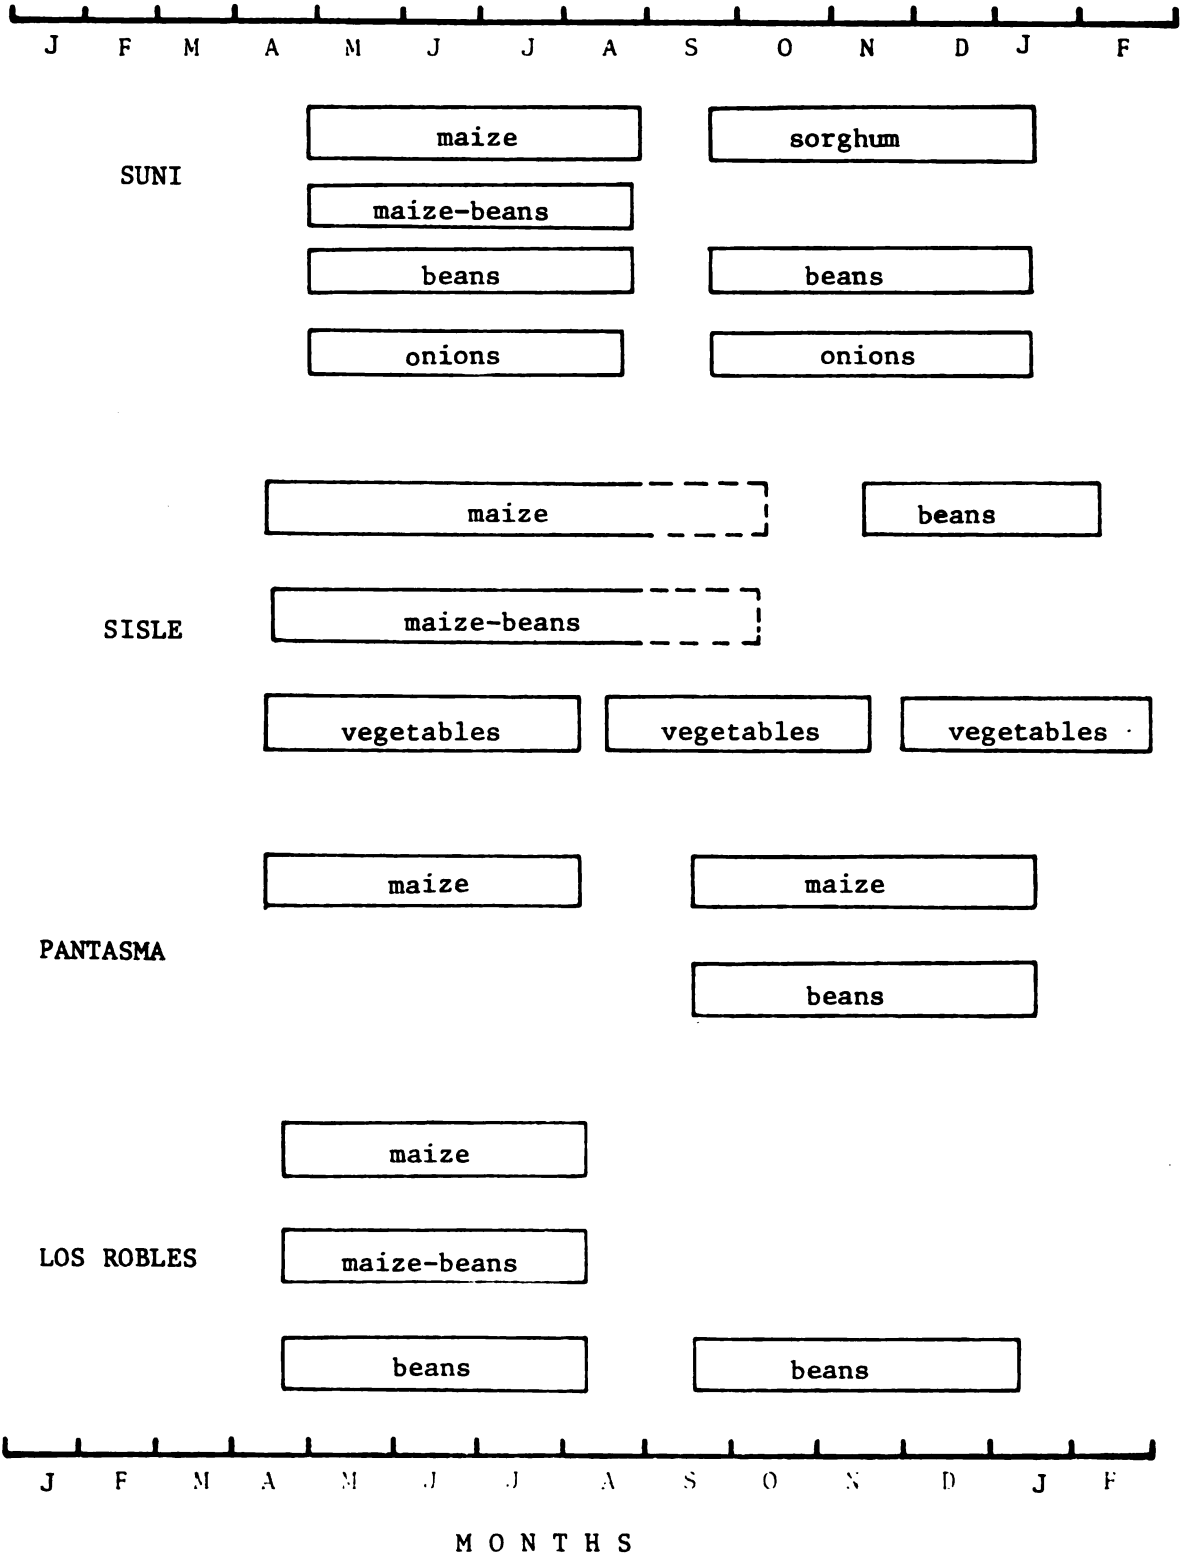 J F M A M J J A S O N D J F
maize sorghum
SUNI
maize-beans
beans beans
onions onions
maize beans
SISLE
maize-beans
vegetables vegetables vegetables
maize maize
PANTASMA
beans
maize
LOS ROBLES
maize-beans
beans beans
J F M A M J J A S O N D J F
MONTHS